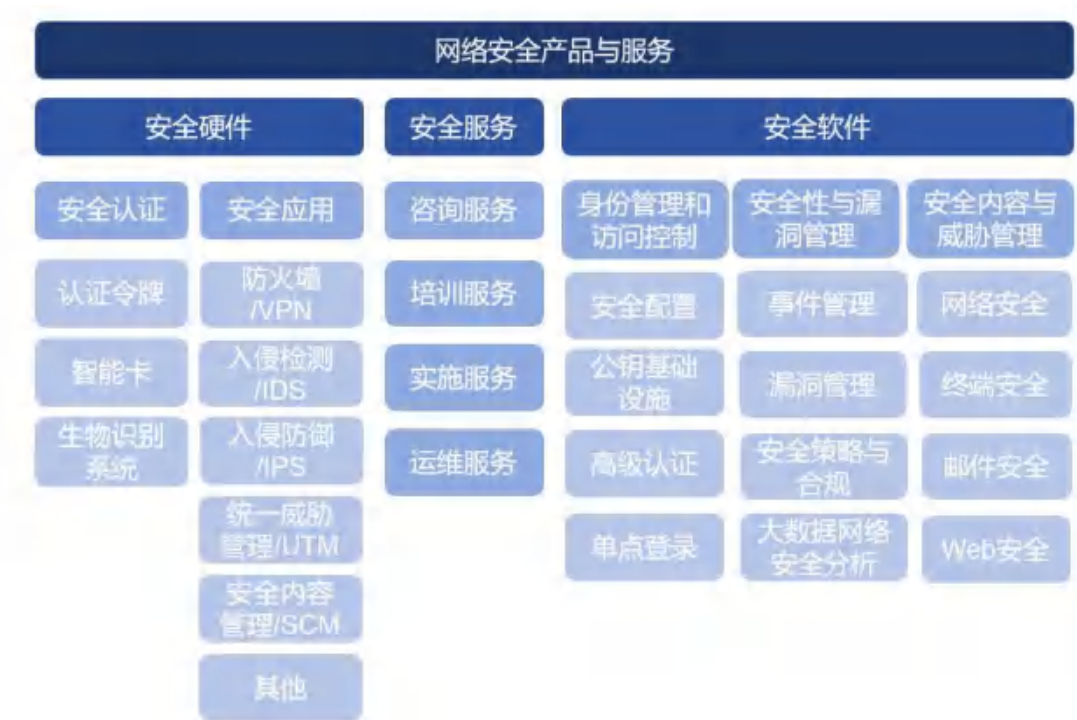 网络安全产品与服务
安全硬件
安全服务
安全软件
安全认证
安全应用
咨询服务
身份管理和
访问控制
安全性与漏
洞管理
安全内容与
威胁管理
认证令牌
防火墙
/VPN
培训服务
安全配置
事件管理
网络安全
智能卡
入侵检测
/IDS
实施服务
公钥基础
设施
漏洞管理
终端安全
生物识别
系统
入侵防御
/IPS
运维服务
高级认证
安全策略与
合规
邮件安全
统一威胁
管理/UTM
单点登录
大数据网络
安全分析
Web安全
安全内容
管理/SCM
其他